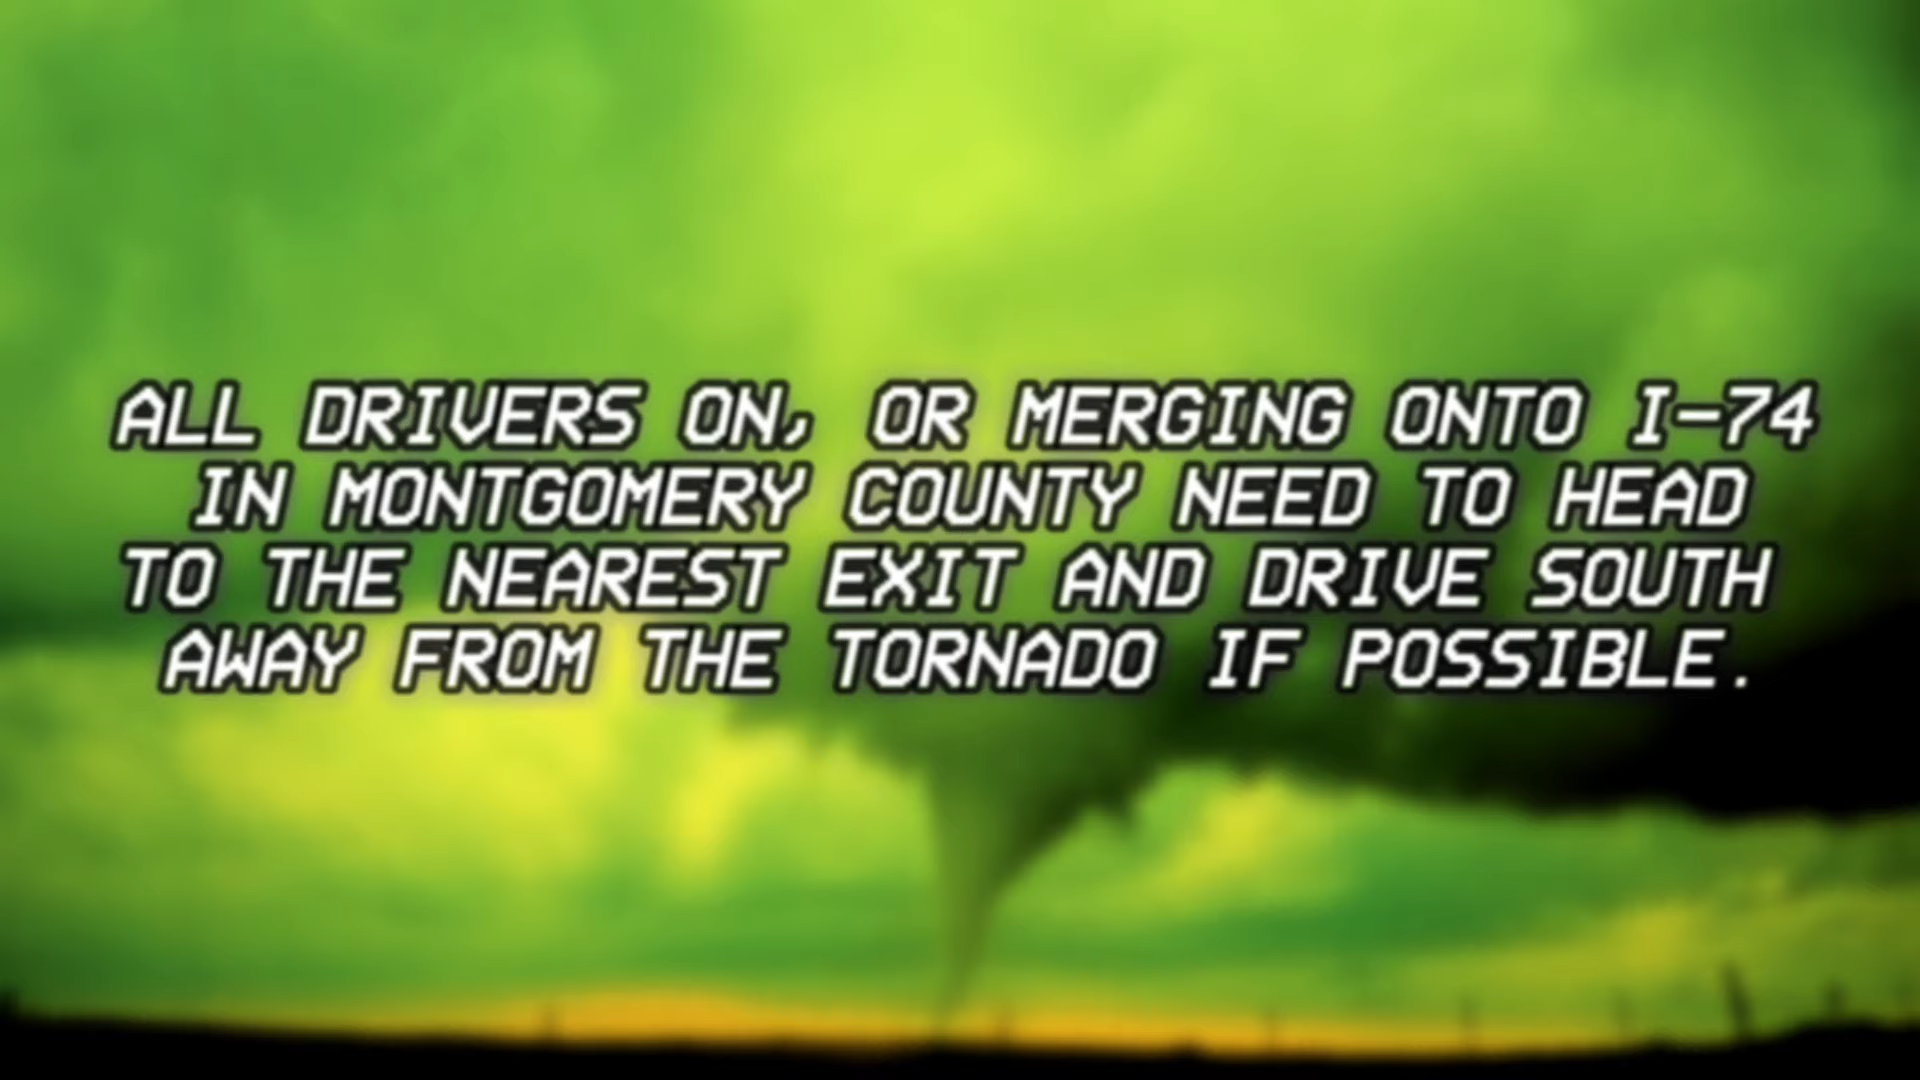 ALL DRIVERS ON, OR MERGING ONTO I-74
IN MONTGOMERY COUNTY NEED TO HEAD
TO THE NEAREST EXIT AND DRIVE SOUTH
AWAY FROM THE TORNADO IF POSSIBLE.